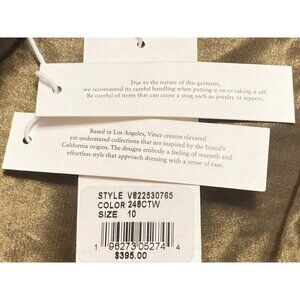 Due to the nature of this garment,
we recommend its careful handling when putting it on or taking it off.
Be careful of items that can cause a snag such as jewelry or zippers.
Based in Los Angeles, Vince creates elevated
yet understated collections that are inspired by the brand's
California origins. The designs embody a feeling of warmth and
effortless style that approach dressing with a sense of ease.
STYLE V822530765
COLOR 248CTW
SIZE 10
1 96273 05274 4
$395.00